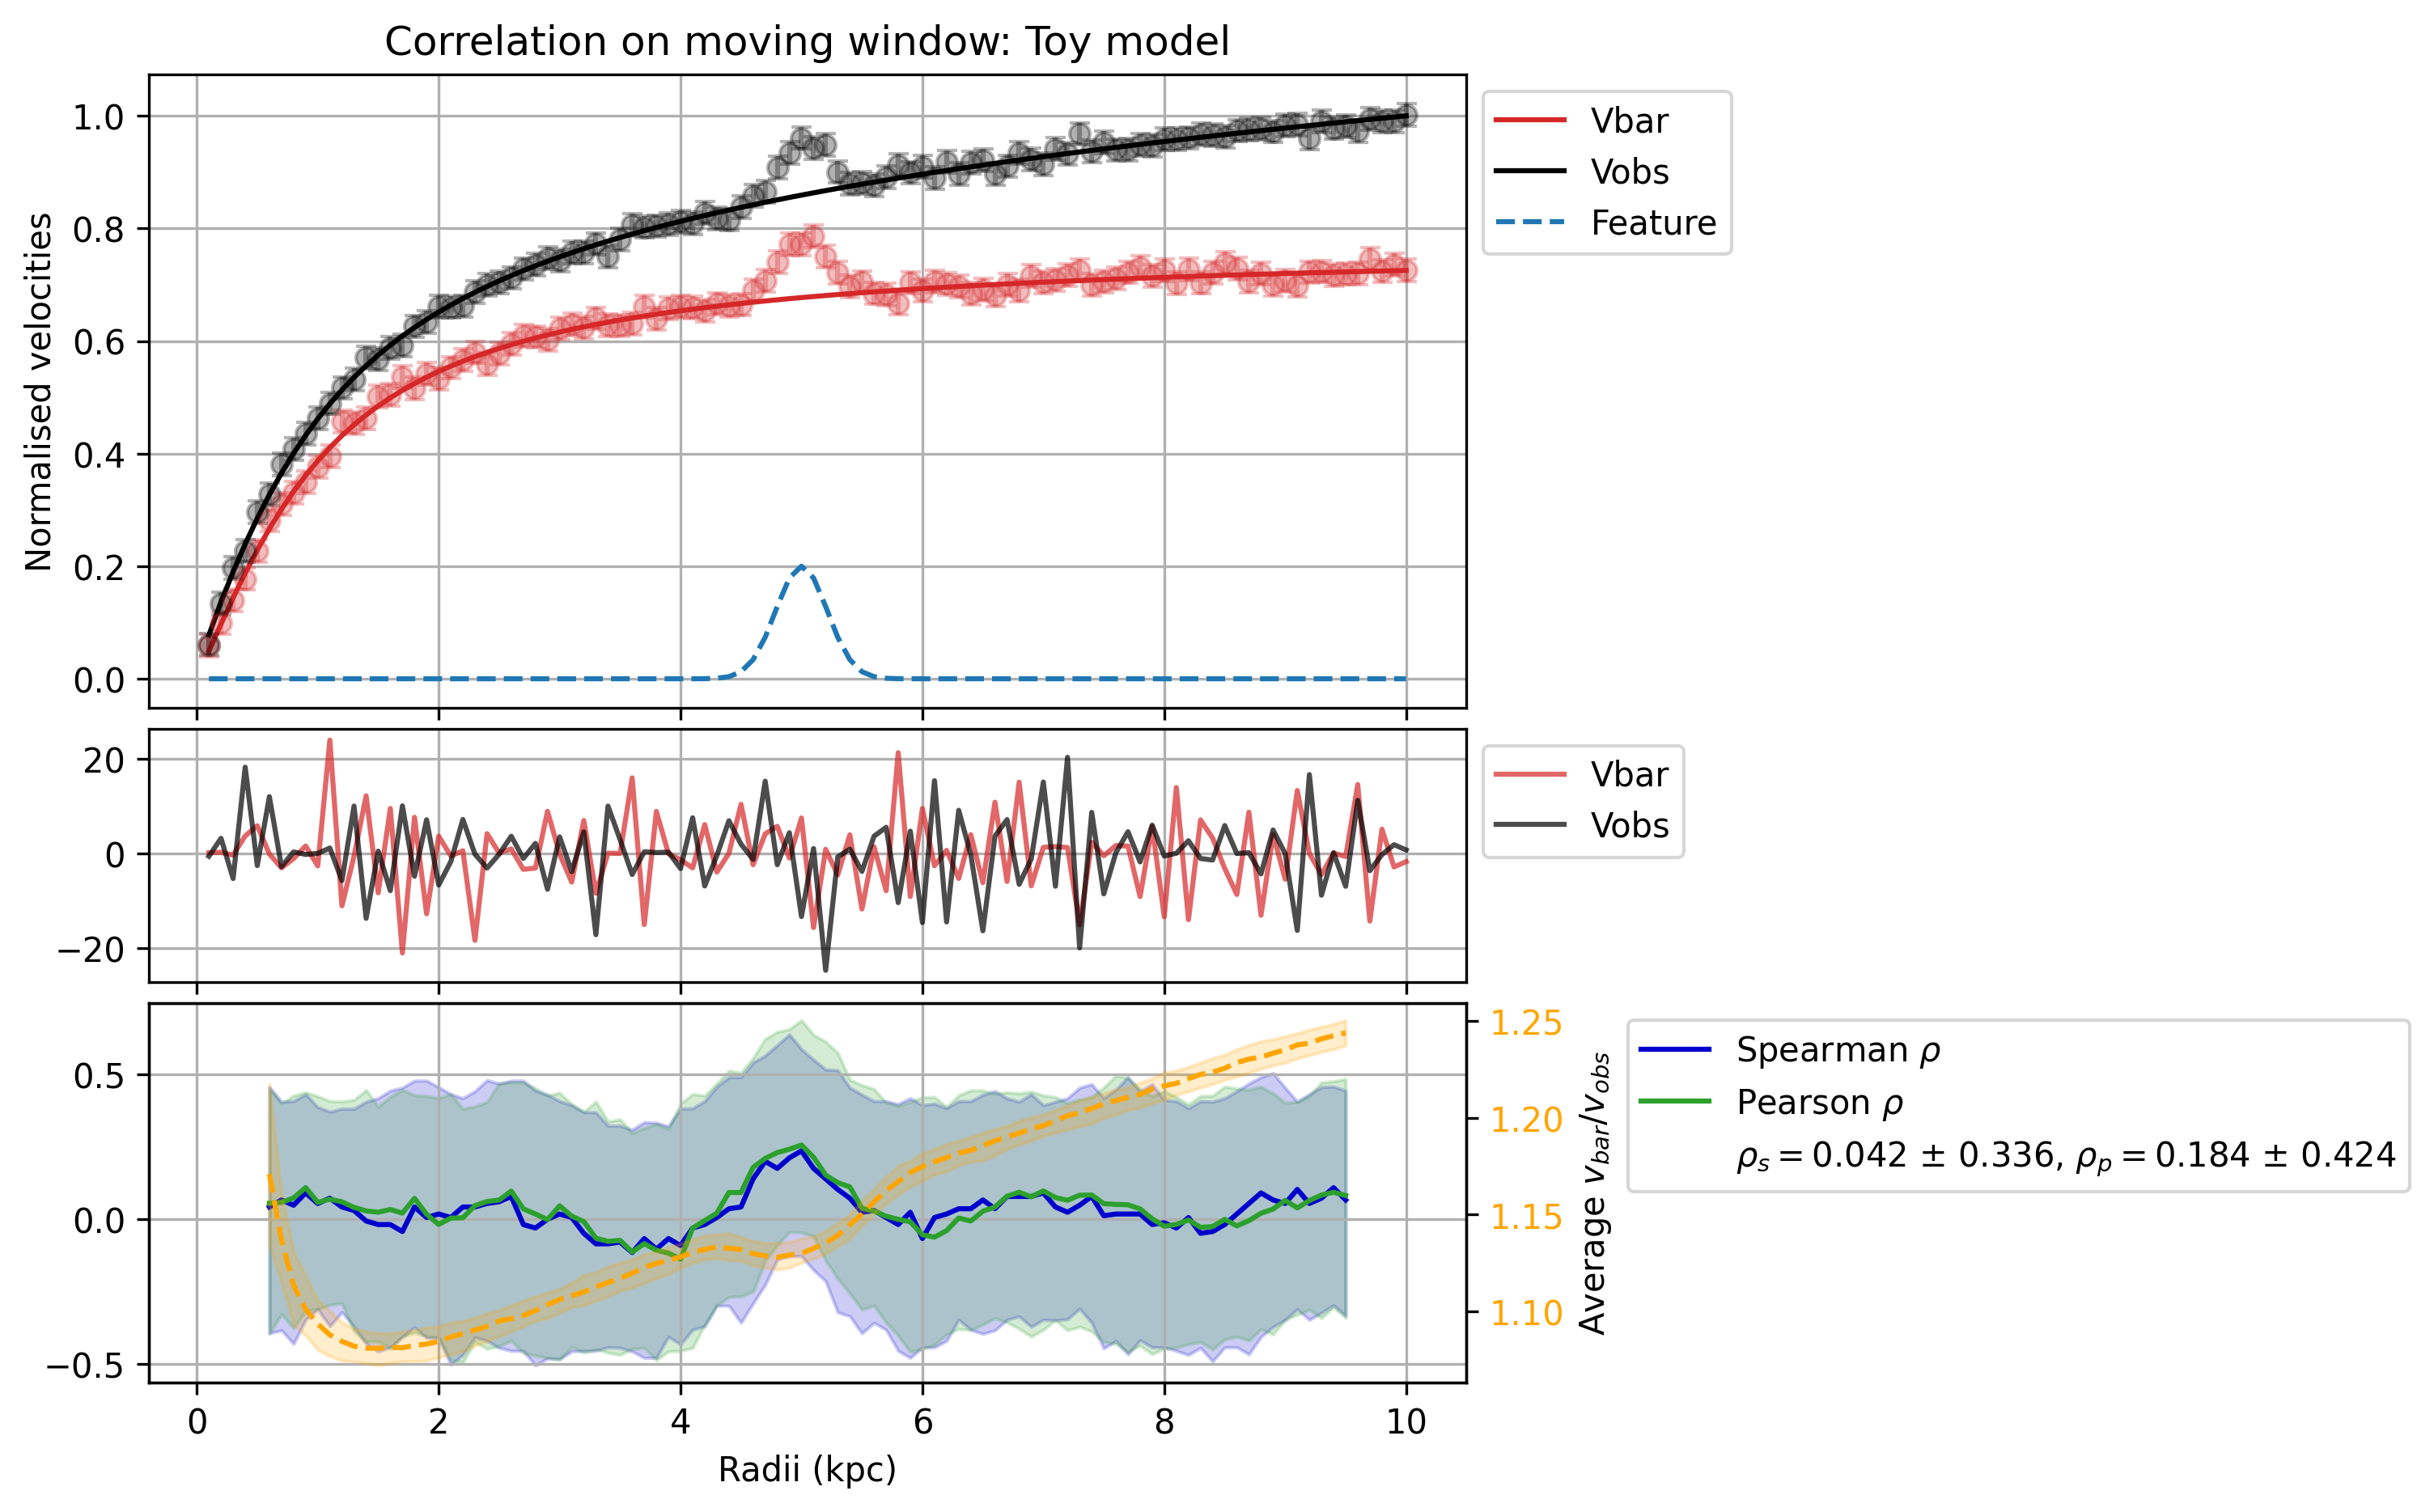 Correlation on moving window: Toy model
Normalised velocities
1.0
0.8
0.6
0.4
0.2
0.0
Vbar
Vobs
Feature
20
0
−20
Vbar
Vobs
0.5
0.0
−0.5
1.25
1.20
1.15
1.10
Average v_bar/v_obs
Spearman ρ
Pearson ρ
ρ_s = 0.042 ± 0.336, ρ_p = 0.184 ± 0.424
0 2 4 6 8 10
Radii (kpc)